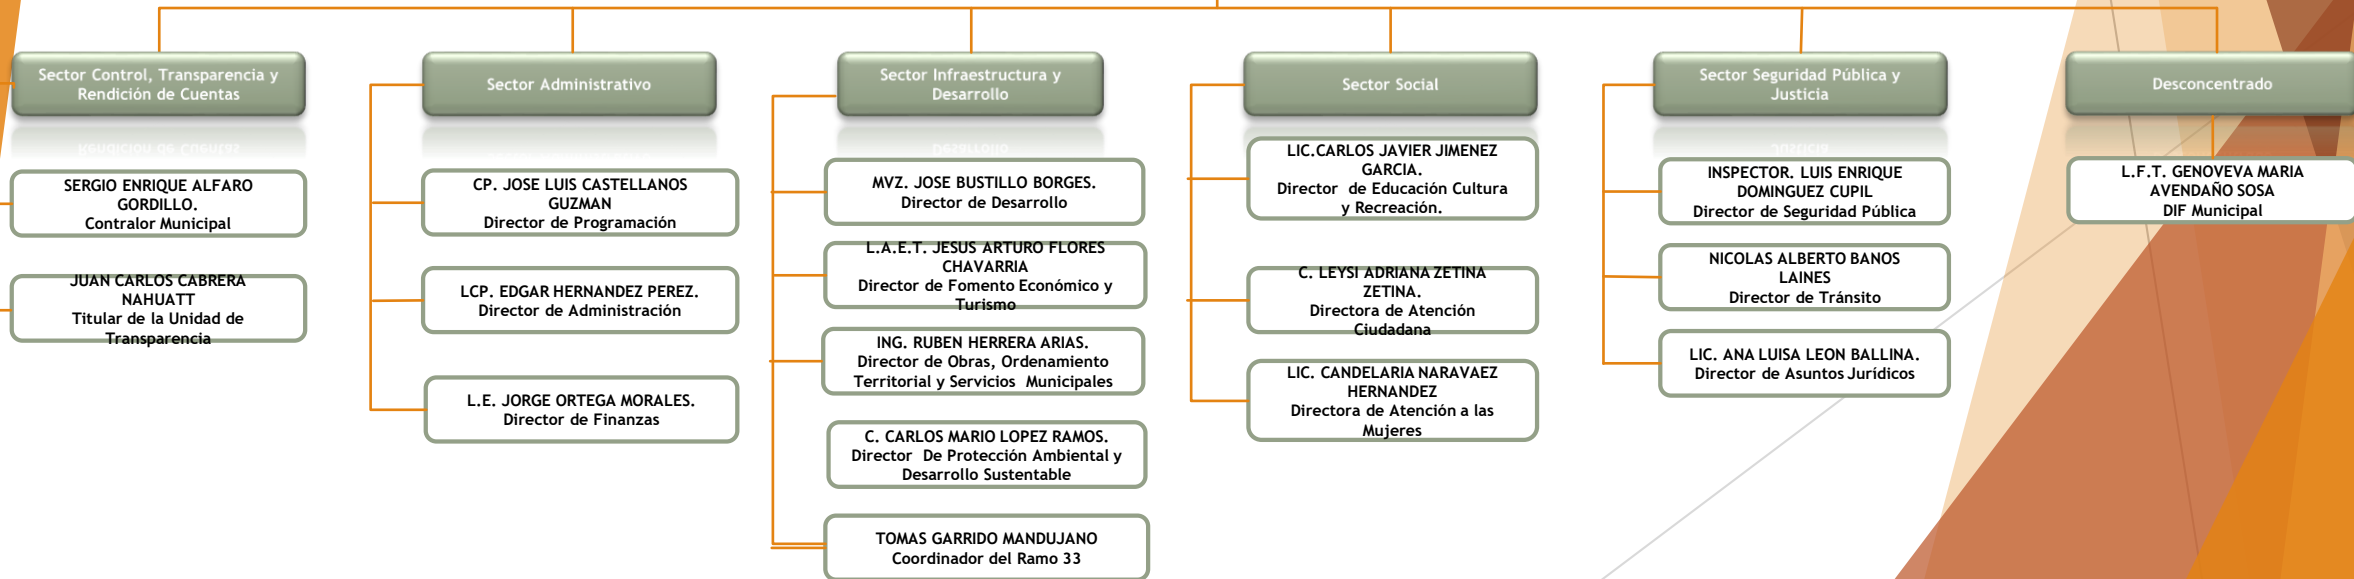 Sector Control, Transparencia y
Rendición de Cuentas
SERGIO ENRIQUE ALFARO
GORDILLO.
Contralor Municipal
JUAN CARLOS CABRERA
NAHUATT
Titular de la Unidad de
Transparencia
Sector Administrativo
CP. JOSE LUIS CASTELLANOS
GUZMAN
Director de Programación
LCP. EDGAR HERNANDEZ PEREZ.
Director de Administración
L.E. JORGE ORTEGA MORALES.
Director de Finanzas
Sector Infraestructura y
Desarrollo
MVZ. JOSE BUSTILLO BORGES.
Director de Desarrollo
L.A.E.T. JESUS ARTURO FLORES
CHAVARRIA
Director de Fomento Económico y
Turismo
ING. RUBEN HERRERA ARIAS.
Director de Obras, Ordenamiento
Territorial y Servicios Municipales
C. CARLOS MARIO LOPEZ RAMOS.
Director De Protección Ambiental y
Desarrollo Sustentable
TOMAS GARRIDO MANDUJANO
Coordinador del Ramo 33
Sector Social
LIC.CARLOS JAVIER JIMENEZ
GARCIA.
Director de Educación Cultura
y Recreación.
C. LEYSI ADRIANA ZETINA
ZETINA.
Directora de Atención
Ciudadana
LIC. CANDELARIA NARAVAEZ
HERNANDEZ
Directora de Atención a las
Mujeres
Sector Seguridad Pública y
Justicia
INSPECTOR. LUIS ENRIQUE
DOMINGUEZ CUPIL
Director de Seguridad Pública
NICOLAS ALBERTO BANOS
LAINES
Director de Tránsito
LIC. ANA LUISA LEON BALLINA.
Director de Asuntos Jurídicos
Desconcentrado
L.F.T. GENOVEVA MARIA
AVENDAÑO SOSA
DIF Municipal